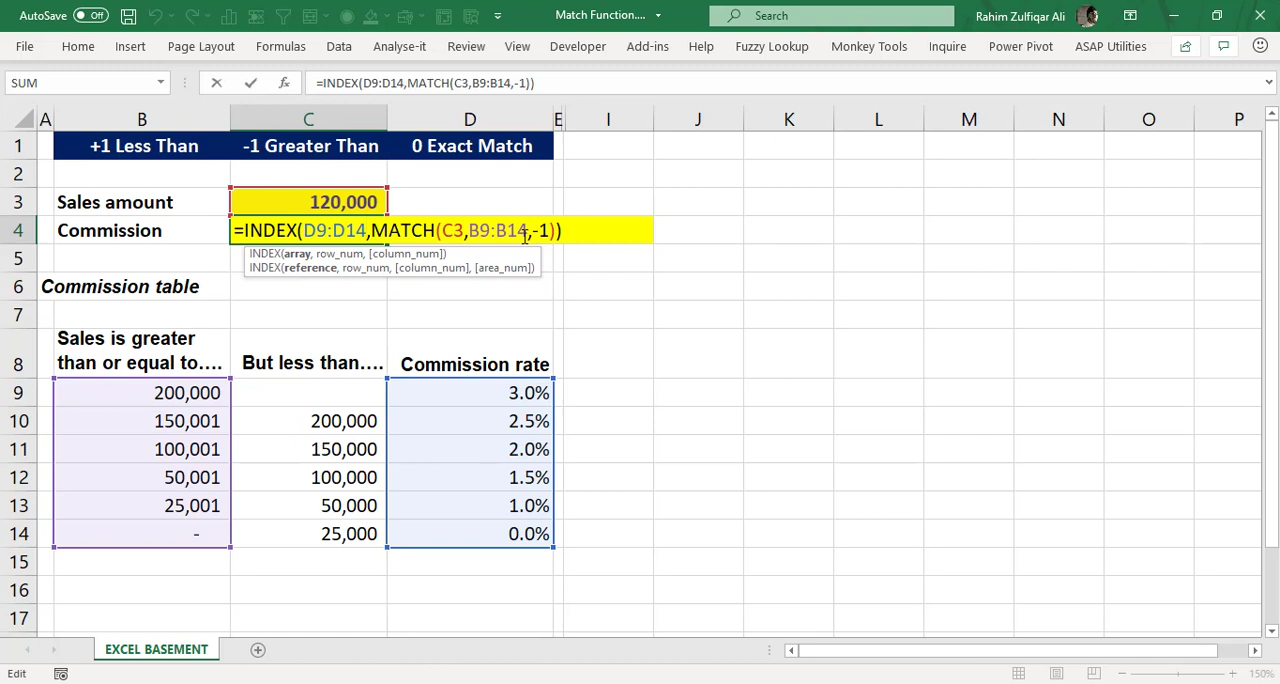 AutoSave Off Match Function.... Search Rahim Zulfiqar Ali
File Home Insert Page Layout Formulas Data Analyse-it Review View Developer Add-ins Help Fuzzy Lookup Monkey Tools Inquire Power Pivot ASAP Utilities
SUM fx =INDEX(D9:D14,MATCH(C3,B9:B14,-1))
A B C D E I J K L M N O P
1 +1 Less Than -1 Greater Than 0 Exact Match
2
3 Sales amount 120,000
4 Commission =INDEX(D9:D14,MATCH(C3,B9:B14,-1))
INDEX(array, row_num, [column_num])
5
INDEX(reference, row_num, [column_num], [area_num])
6 Commission table
7
Sales is greater
8 than or equal to.... But less than.... Commission rate
9 200,000 3.0%
10 150,001 200,000 2.5%
11 100,001 150,000 2.0%
12 50,001 100,000 1.5%
13 25,001 50,000 1.0%
14 - 25,000 0.0%
15
16
17
EXCEL BASEMENT
Edit 150%